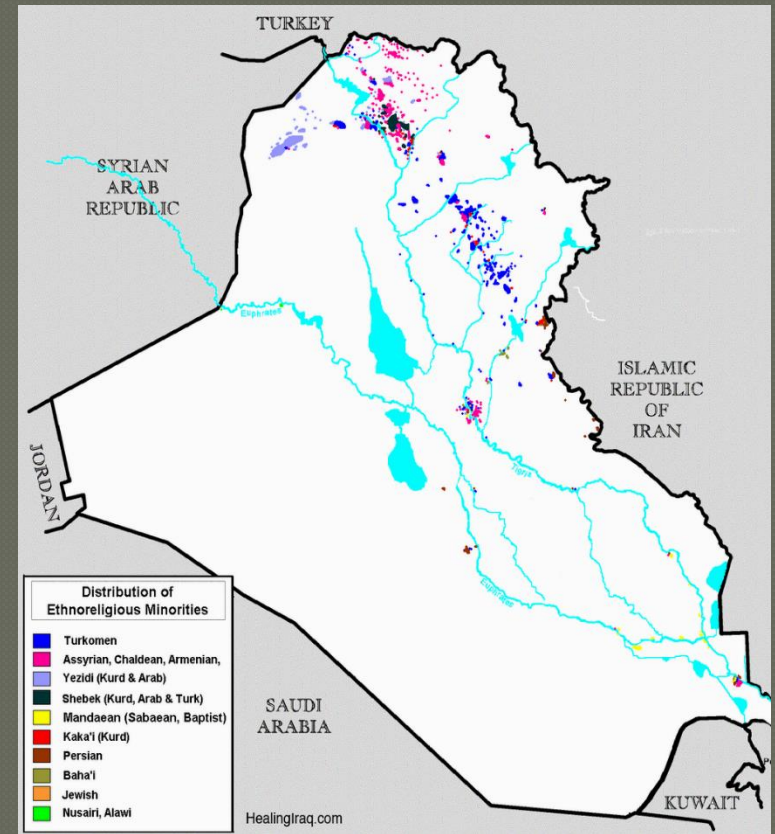 TURKEY
SYRIAN
ARAB
REPUBLIC
Euphrates
ISLAMIC
REPUBLIC
OF
IRAN
JORDAN
Tigris
Euphrates
SAUDI
ARABIA
KUWAIT
Distribution of
Ethnoreligious Minorities
Turkomen
Assyrian, Chaldean, Armenian,
Yezidi (Kurd & Arab)
Shebek (Kurd, Arab & Turk)
Mandaean (Sabaean, Baptist)
Kaka'i (Kurd)
Persian
Baha'i
Jewish
Nusairi, Alawi
HealingIraq.com